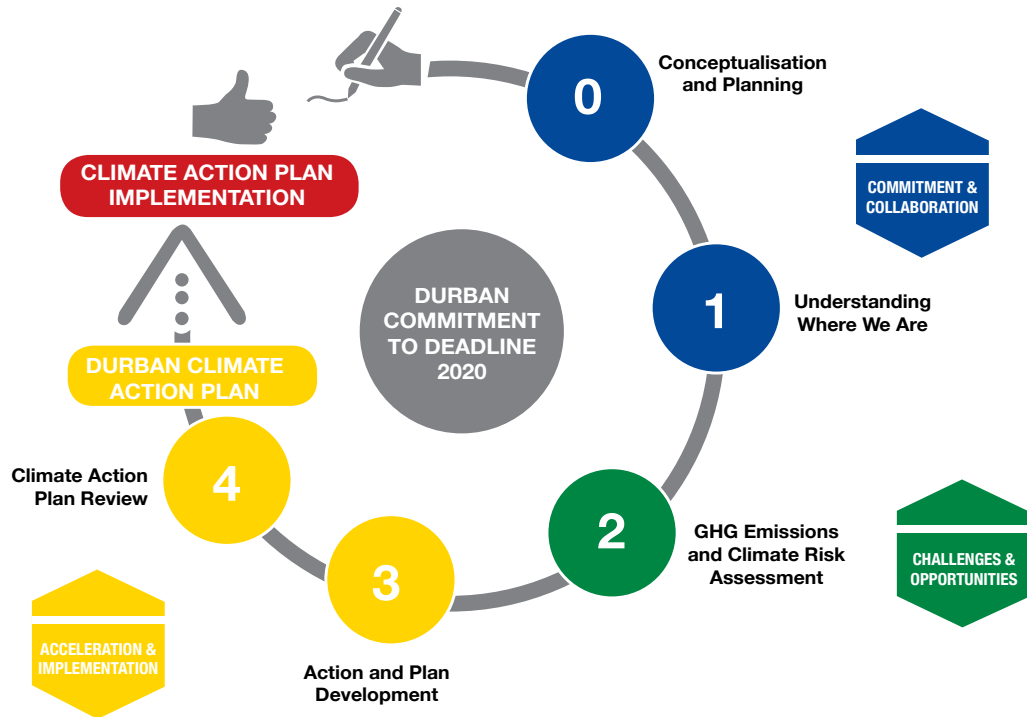 0
Conceptualisation
and Planning
COMMITMENT &
COLLABORATION
1
Understanding
Where We Are
2
GHG Emissions
and Climate Risk
Assessment
CHALLENGES &
OPPORTUNITIES
3
Action and Plan
Development
4
Climate Action
Plan Review
ACCELERATION &
IMPLEMENTATION
DURBAN CLIMATE
ACTION PLAN
CLIMATE ACTION PLAN
IMPLEMENTATION
DURBAN
COMMITMENT
TO DEADLINE
2020